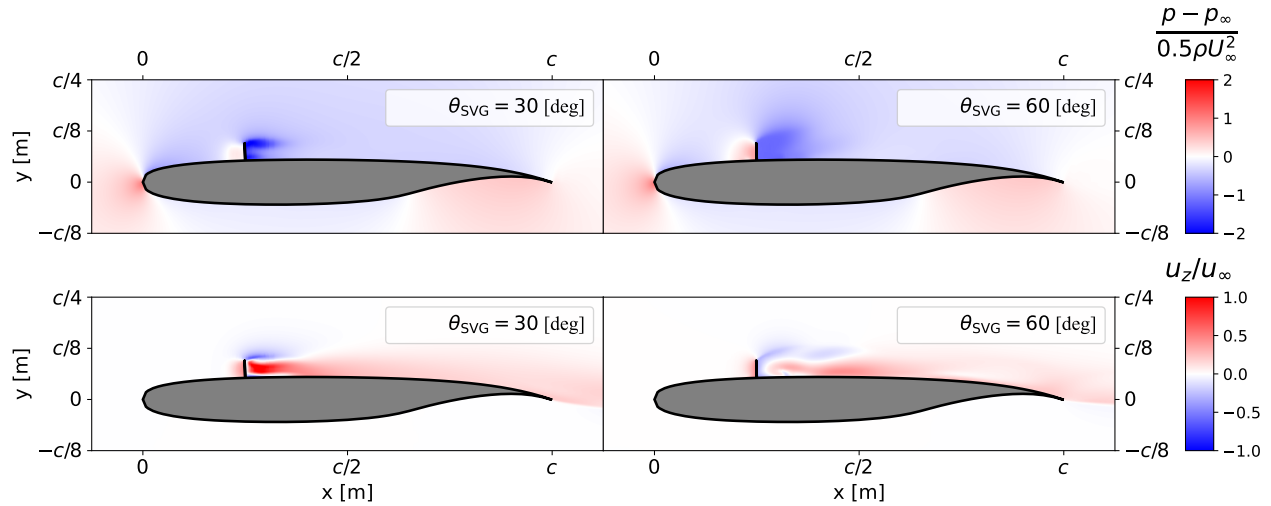 p − p∞
0.5ρU∞²
0 c/2 c 0 c/2 c
c/4 θSVG = 30 [deg] θSVG = 60 [deg] c/4 2
c/8 c/8 1
y [m] 0 0 0
−1
−c/8 −c/8 −2
uz/u∞
c/4 θSVG = 30 [deg] θSVG = 60 [deg] c/4 1.0
c/8 c/8 0.5
y [m] 0 0 0.0
−0.5
−c/8 −c/8 −1.0
0 c/2 c 0 c/2 c
x [m] x [m]